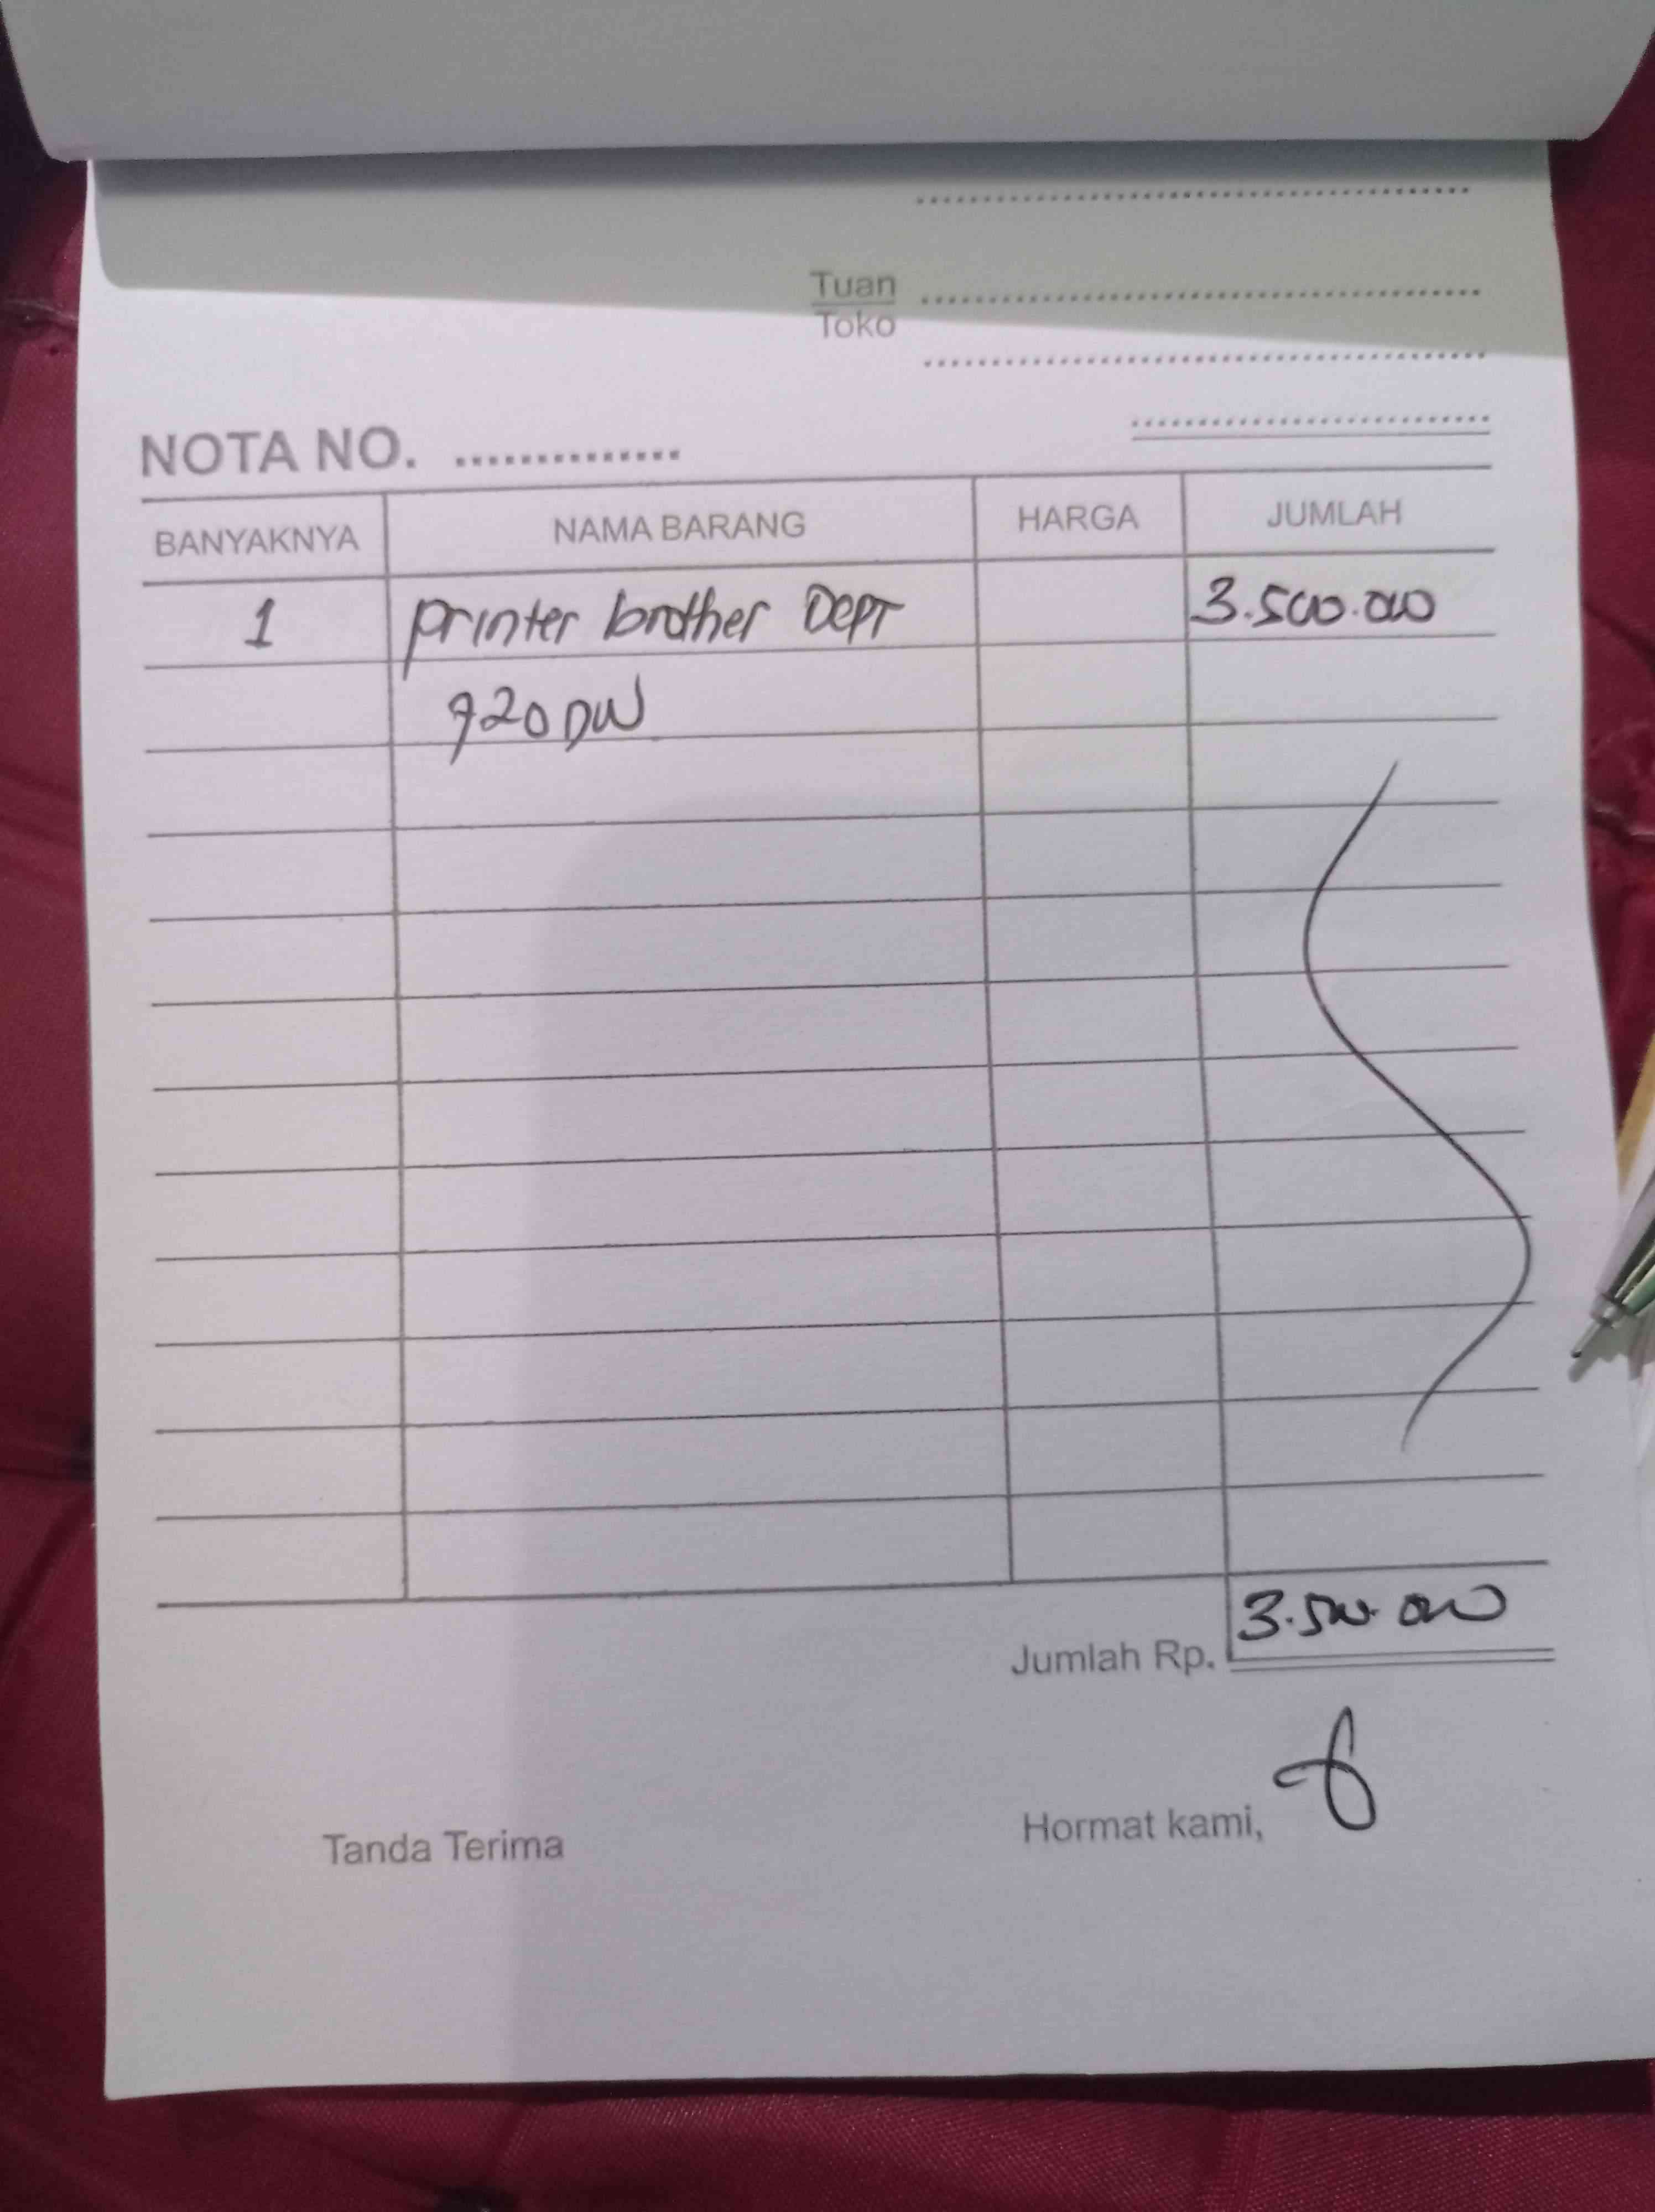 Tuan
Toko
NOTA NO. ..............
BANYAKNYA NAMA BARANG HARGA JUMLAH
1 printer brother DCPT 3.500.000
720DW
Jumlah Rp. 3.500.000
Tanda Terima Hormat kami,